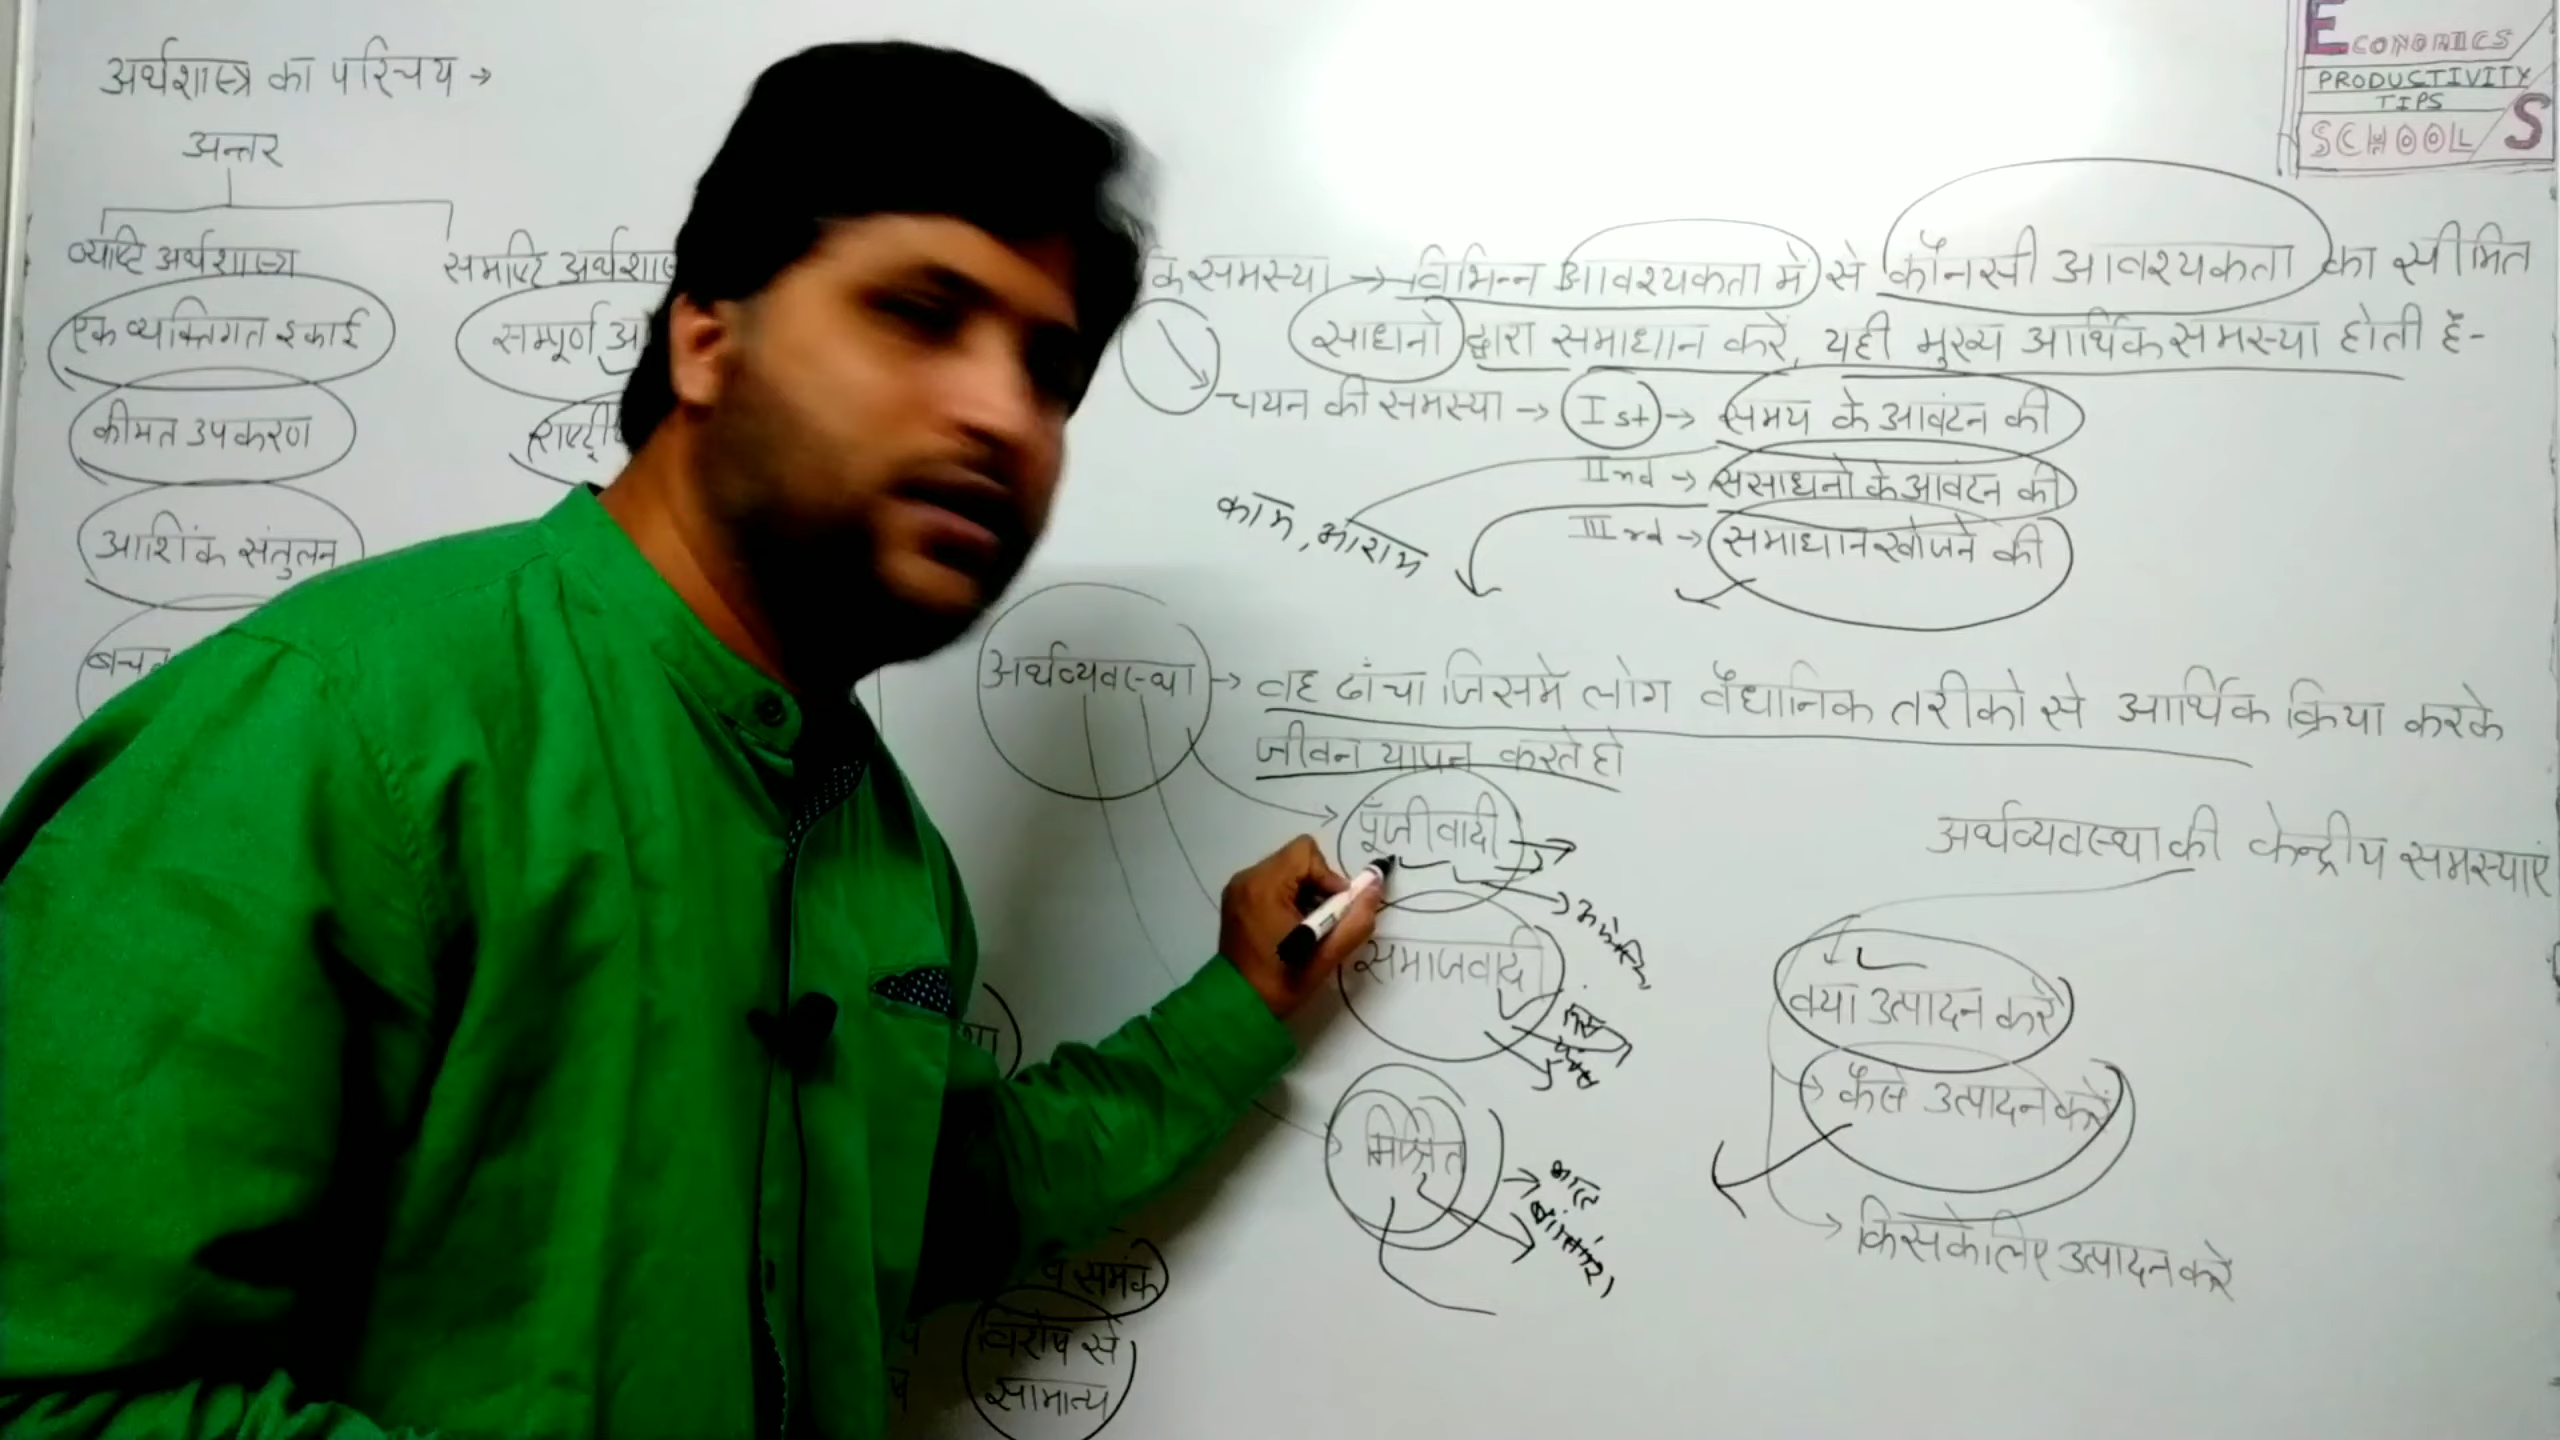 अर्थशास्त्र का परिचय →
अन्तर
व्यष्टि अर्थशास्त्र
एक व्यक्तिगत इकाई
कीमत उपकरण
आशिंक संतुलन
समष्टि
सम्पूर्ण
ECONOMICS
PRODUCTIVITY
TIPS
SCHOOL S
समस्या → विभिन्न आवश्यकता में से कौनसी आवश्यकता का सीमित
साधनो द्वारा समाधान करें, यही मुख्य आर्थिक समस्या होती है-
चयन की समस्या → Ist → समय के आवंटन की
IInd → संसाधनो के आवंटन की
IIIrd → समाधान खोजने की
काम, आराम
अर्थव्यवस्था → वह ढांचा जिसमे लोग वैधानिक तरीको से आर्थिक क्रिया करके
जीवन यापन करते हो
पूँजीवादी
समाजवादी
मिश्रित
भारत
अर्थव्यवस्था की केन्द्रीय समस्याएं
क्या उत्पादन करें
कैसे उत्पादन करें
किसके लिए उत्पादन करें
समंक
विशेष से
सामान्य